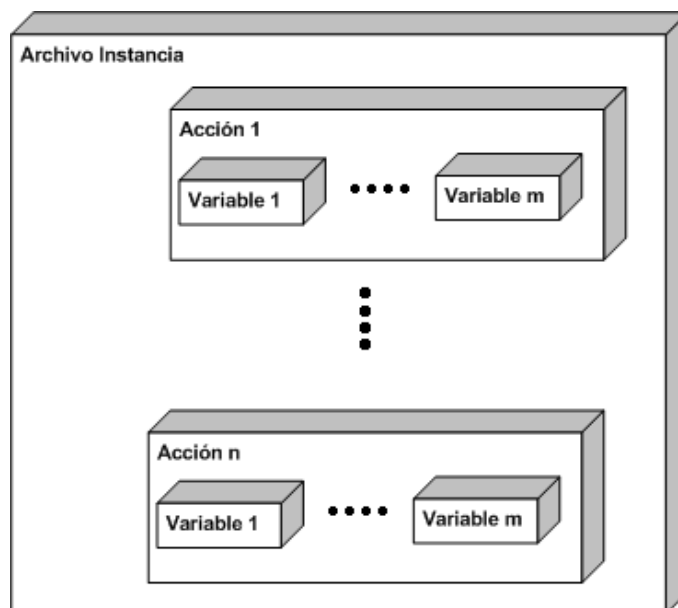 Archivo Instancia
Acción 1
Variable 1
Variable m
Acción n
Variable 1
Variable m